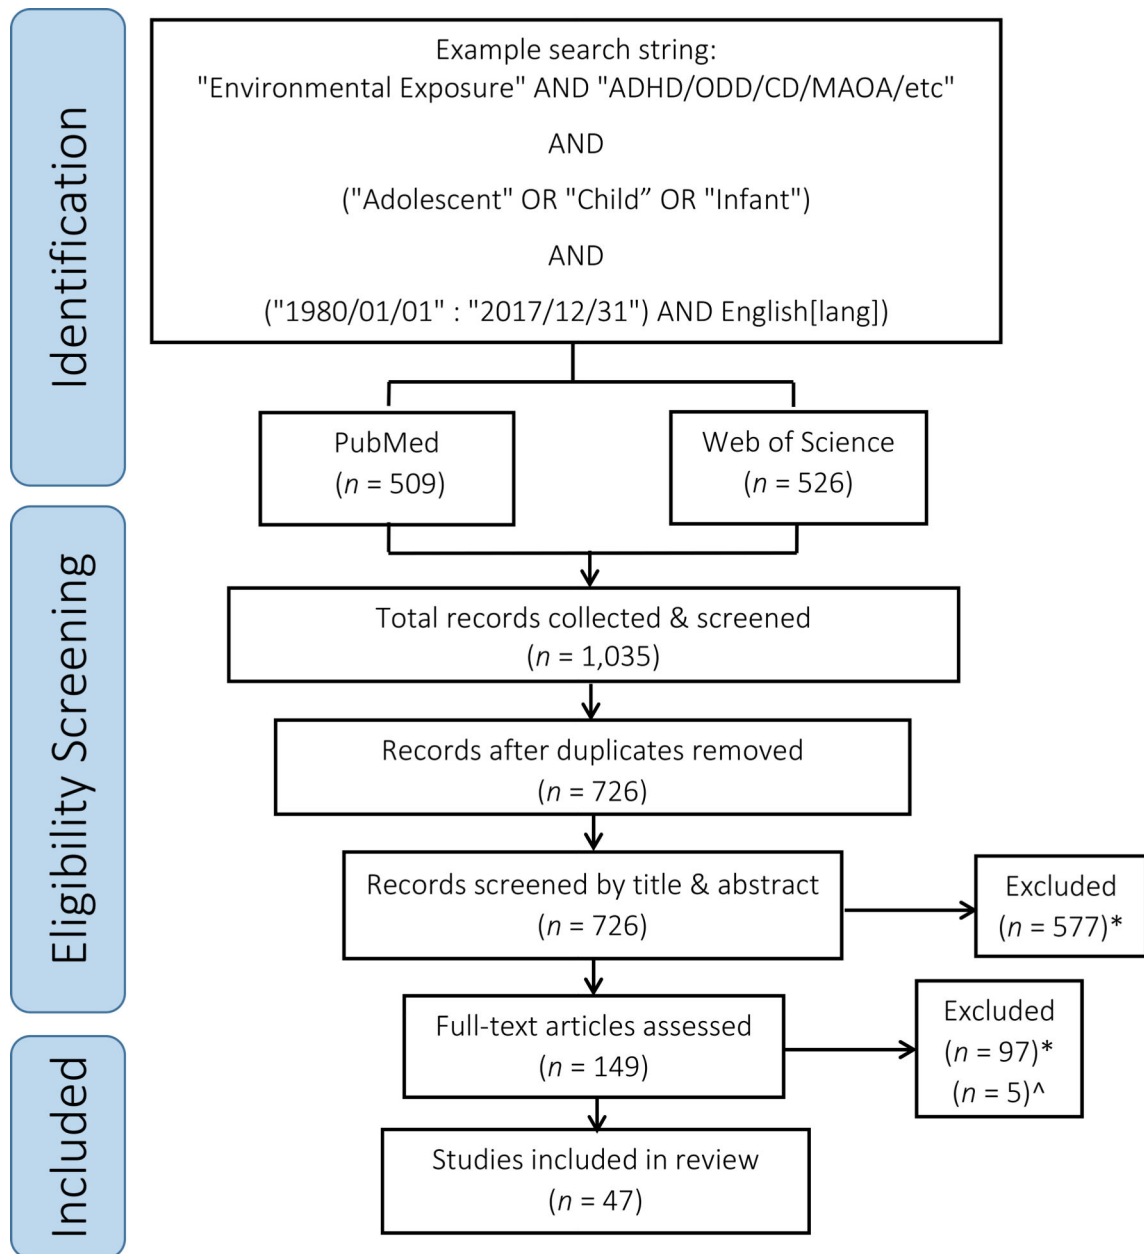 Identification
Example search string:
"Environmental Exposure" AND "ADHD/ODD/CD/MAOA/etc"
AND
("Adolescent" OR "Child” OR "Infant")
AND
("1980/01/01" : "2017/12/31") AND English[lang])
PubMed
(n = 509)
Web of Science
(n = 526)
Eligibility Screening
Total records collected & screened
(n = 1,035)
Records after duplicates removed
(n = 726)
Records screened by title & abstract
(n = 726)
Excluded
(n = 577)*
Full-text articles assessed
(n = 149)
Excluded
(n = 97)*
(n = 5)^
Included
Studies included in review
(n = 47)